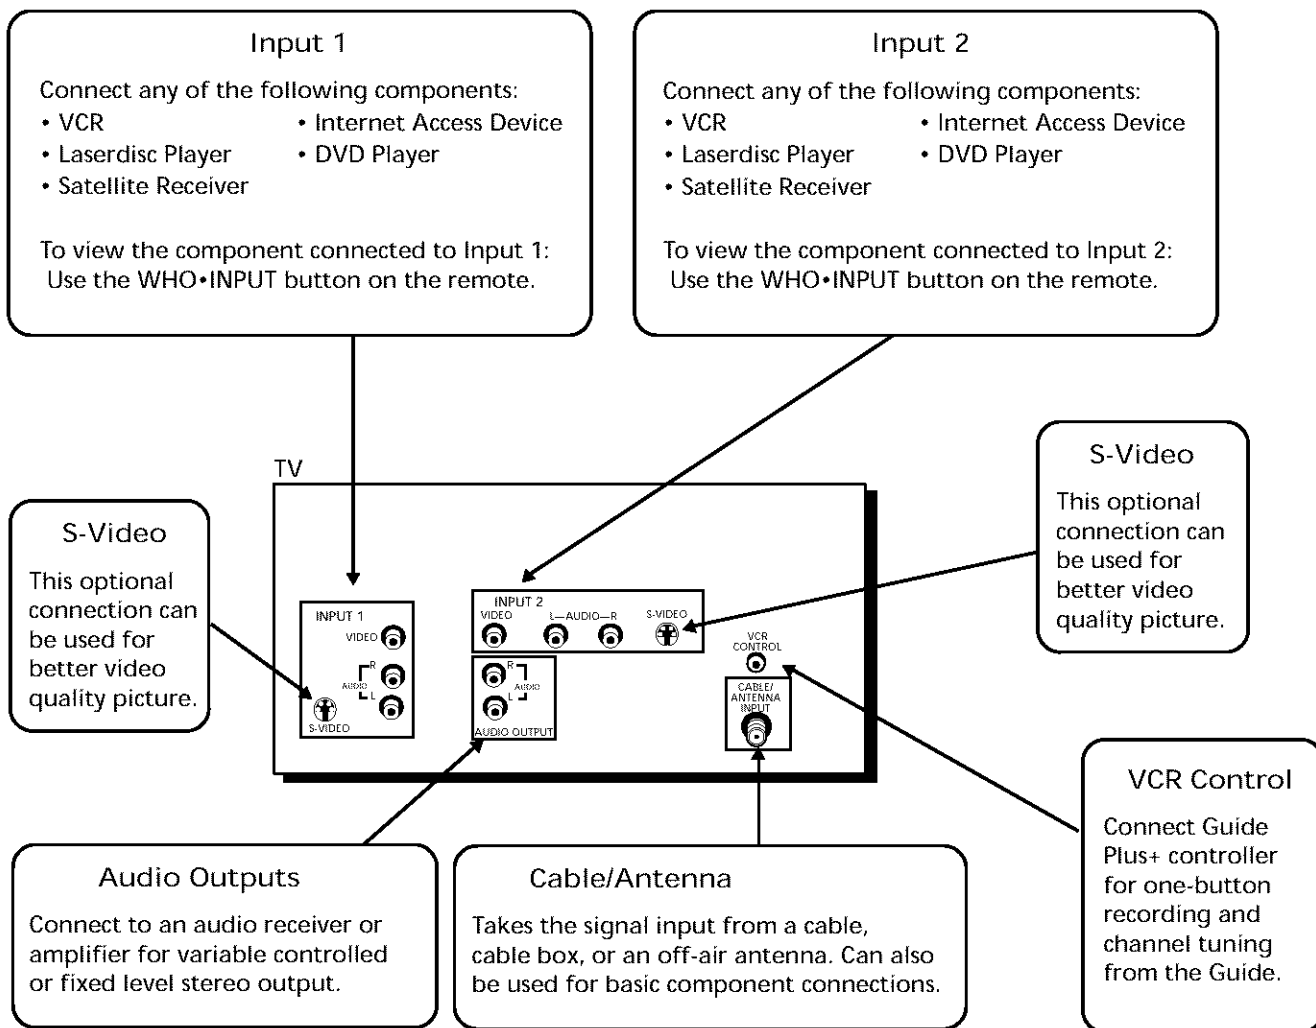 Input 1
Connect any of the following components:
• VCR • Internet Access Device
• Laserdisc Player • DVD Player
• Satellite Receiver
To view the component connected to Input 1:
Use the WHO•INPUT button on the remote.
Input 2
Connect any of the following components:
• VCR • Internet Access Device
• Laserdisc Player • DVD Player
• Satellite Receiver
To view the component connected to Input 2:
Use the WHO•INPUT button on the remote.
TV
S-Video
This optional
connection can
be used for
better video
quality picture.
S-Video
This optional
connection can
be used for
better video
quality picture.
INPUT 1
VIDEO
R
AUDIO
L
S-VIDEO
INPUT 2
VIDEO L—AUDIO—R S-VIDEO
R
AUDIO
L
AUDIO OUTPUT
VCR
CONTROL
CABLE/
ANTENNA
INPUT
Audio Outputs
Connect to an audio receiver or
amplifier for variable controlled
or fixed level stereo output.
Cable/Antenna
Takes the signal input from a cable,
cable box, or an off-air antenna. Can also
be used for basic component connections.
VCR Control
Connect Guide
Plus+ controller
for one-button
recording and
channel tuning
from the Guide.